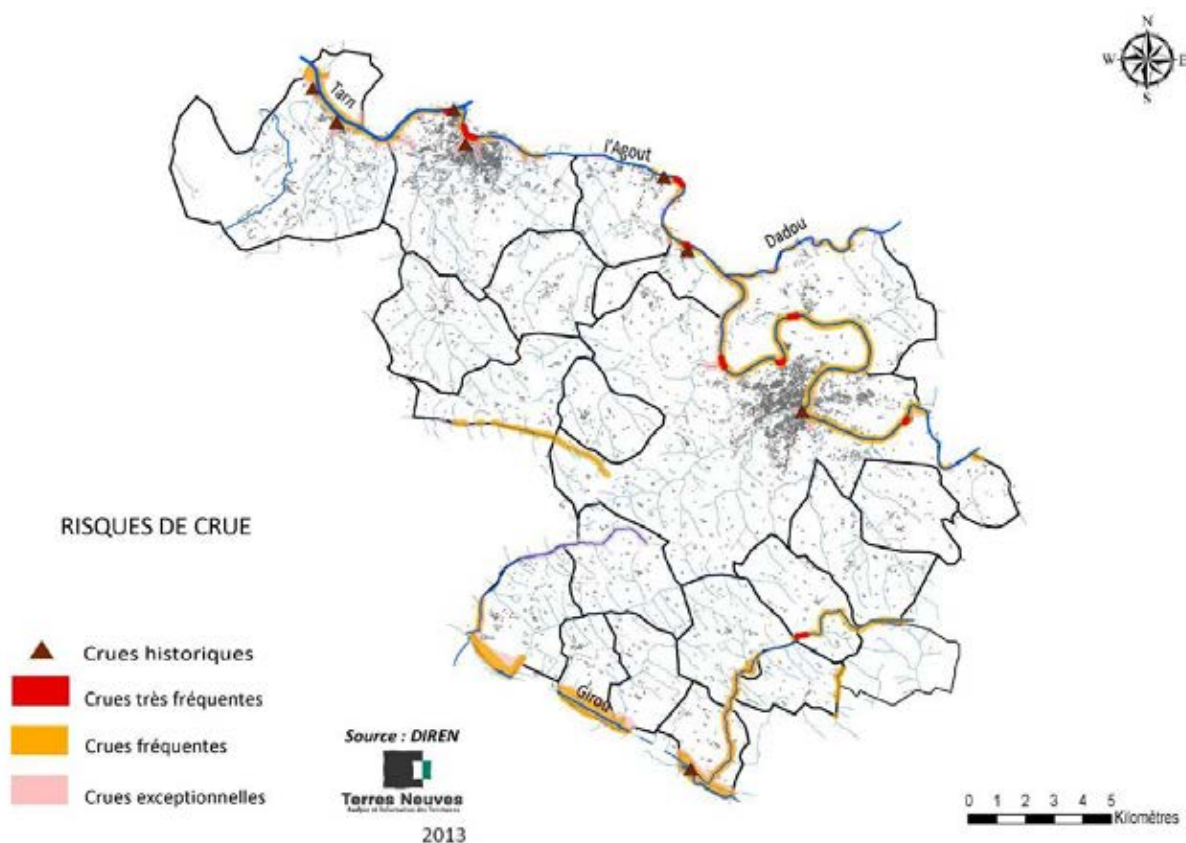 N
W E
S
Tarn
l'Agout
Dadou
RISQUES DE CRUE
Crues historiques
Crues très fréquentes
Crues fréquentes
Crues exceptionnelles
Girou
Source : DIREN
Terres Neuves
2013
0 1 2 3 4 5
Kilomètres